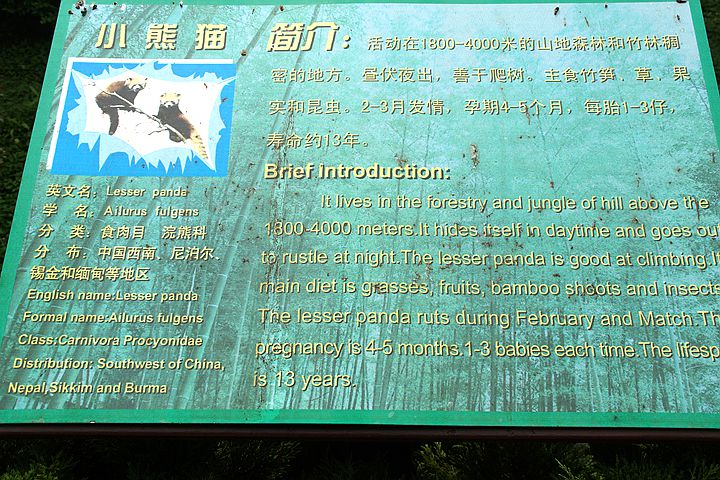 小熊猫
英文名：Lesser panda
学 名：Ailurus fulgens
分 类：食肉目 浣熊科
分 布：中国西南、尼泊尔、
锡金和缅甸等地区
English name:Lesser panda
Formal name:Ailurus fulgens
Class:Carnivora Procyonidae
Distribution: Southwest of China,
Nepal,Sikkim and Burma
简介：活动在1800-4000米的山地森林和竹林稠
密的地方。昼伏夜出，善于爬树。主食竹笋、草、果
实和昆虫。2-3月发情，孕期4-5个月，每胎1-3仔，
寿命约13年。
Brief Introduction:
It lives in the forestry and jungle of hill above the
1800-4000 meters.It hides itself in daytime and goes ou
to rustle at night.The lesser panda is good at climbing.I
main diet is grasses, fruits, bamboo shoots and insects
The lesser panda ruts during February and Match.Th
pregnancy is 4-5 months.1-3 babies each time.The lifesp
is 13 years.